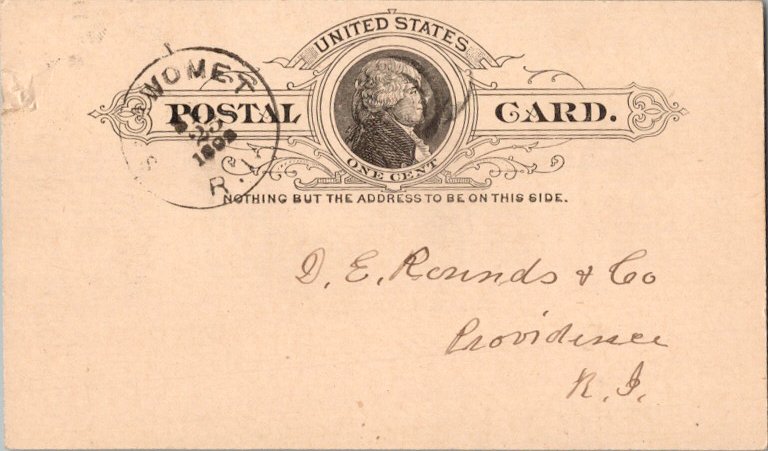 UNITED STATES
POSTAL CARD.
ONE CENT
NOTHING BUT THE ADDRESS TO BE ON THIS SIDE.
R.I.
D. E. Rounds & Co
Providence
R. I.